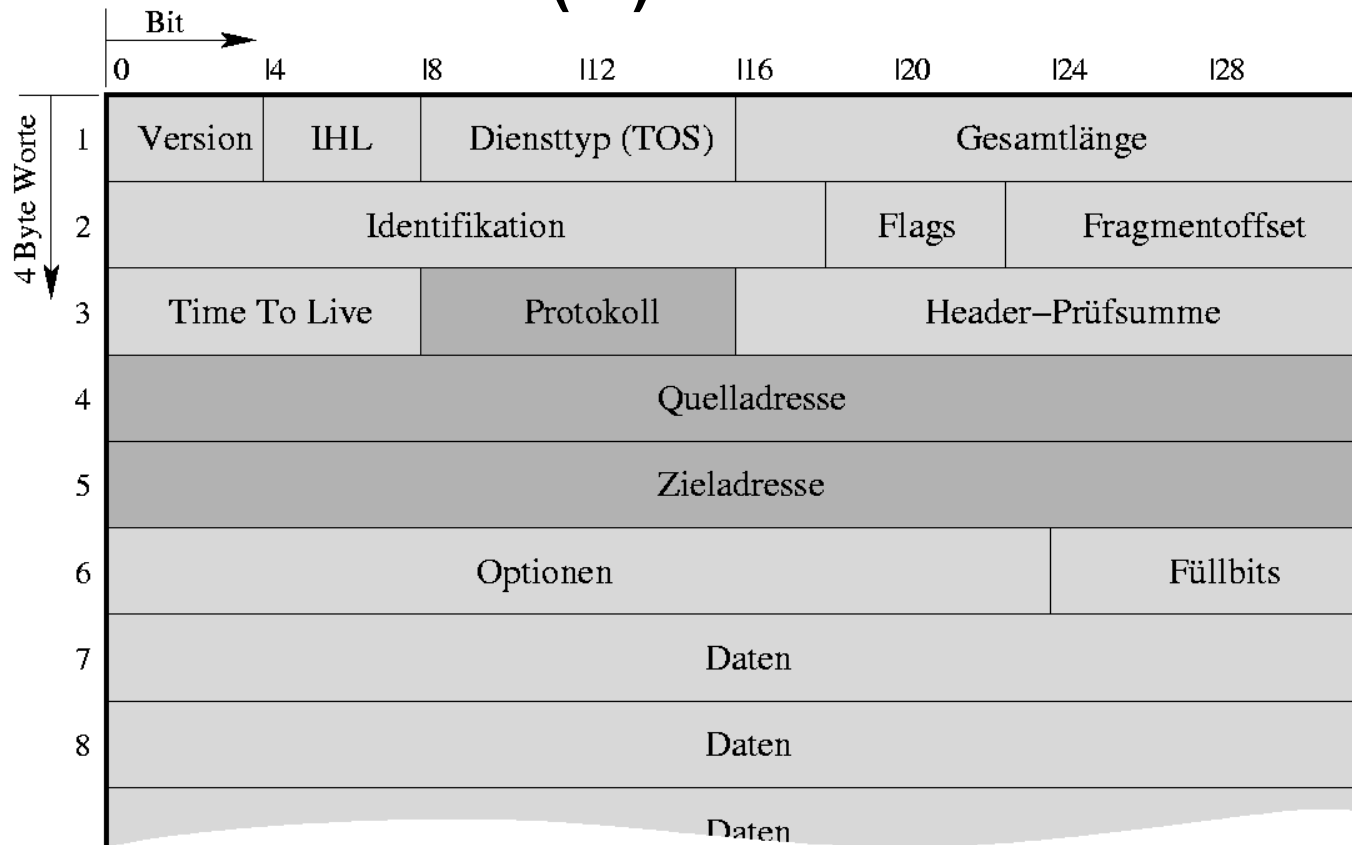 Bit
0 |4 |8 |12 |16 |20 |24 |28
4 Byte Worte
1 Version IHL Diensttyp (TOS) Gesamtlänge
2 Identifikation Flags Fragmentoffset
3 Time To Live Protokoll Header–Prüfsumme
4 Quelladresse
5 Zieladresse
6 Optionen Füllbits
7 Daten
8 Daten
Daten